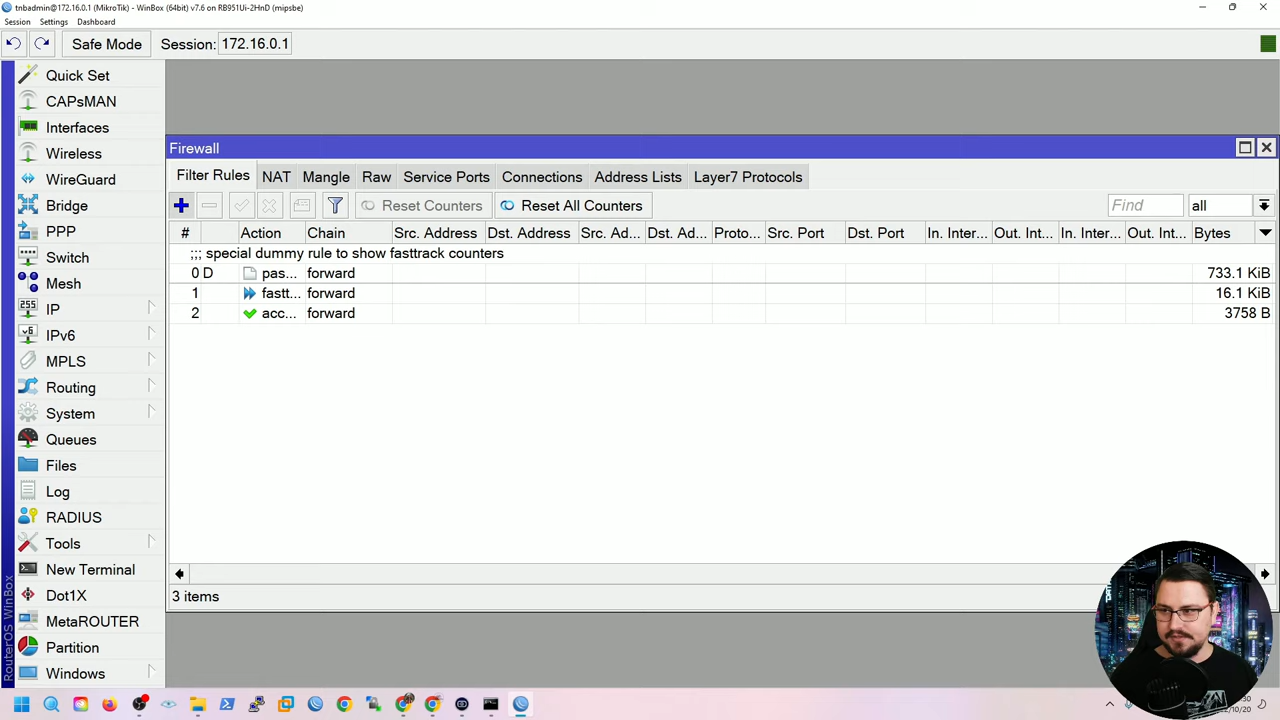 tnbadmin@172.16.0.1 (MikroTik) - WinBox (64bit) v7.6 on RB951Ui-2HnD (mipsbe)
Session Settings Dashboard
Safe Mode Session: 172.16.0.1
Quick Set
CAPsMAN
Interfaces
Wireless
WireGuard
Bridge
PPP
Switch
Mesh
IP
IPv6
MPLS
Routing
System
Queues
Files
Log
RADIUS
Tools
New Terminal
Dot1X
MetaROUTER
Partition
Windows
RouterOS WinBox
Firewall
Filter Rules NAT Mangle Raw Service Ports Connections Address Lists Layer7 Protocols
Reset Counters Reset All Counters Find all
# Action Chain Src. Address Dst. Address Src. Ad... Dst. Ad... Proto... Src. Port Dst. Port In. Inter... Out. Int... In. Inter... Out. Int... Bytes
;;; special dummy rule to show fasttrack counters
0 D pas... forward 733.1 KiB
1 fastt... forward 16.1 KiB
2 acc... forward 3758 B
3 items